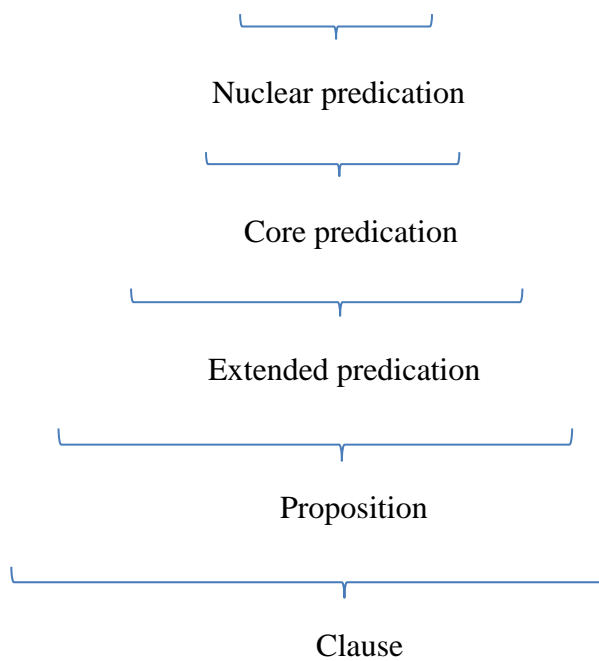 Nuclear predication
Core predication
Extended predication
Proposition
Clause